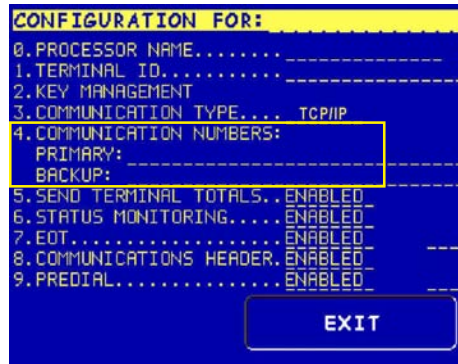 CONFIGURATION FOR:
0.PROCESSOR NAME........
1.TERMINAL ID...........
2.KEY MANAGEMENT
3.COMMUNICATION TYPE.... TCP/IP
4.COMMUNICATION NUMBERS:
PRIMARY:
BACKUP:
5.SEND TERMINAL TOTALS..ENABLED
6.STATUS MONITORING.....ENABLED
7.EOT...................ENABLED
8.COMMUNICATIONS HEADER.ENABLED
9.PREDIAL...............ENABLED
EXIT